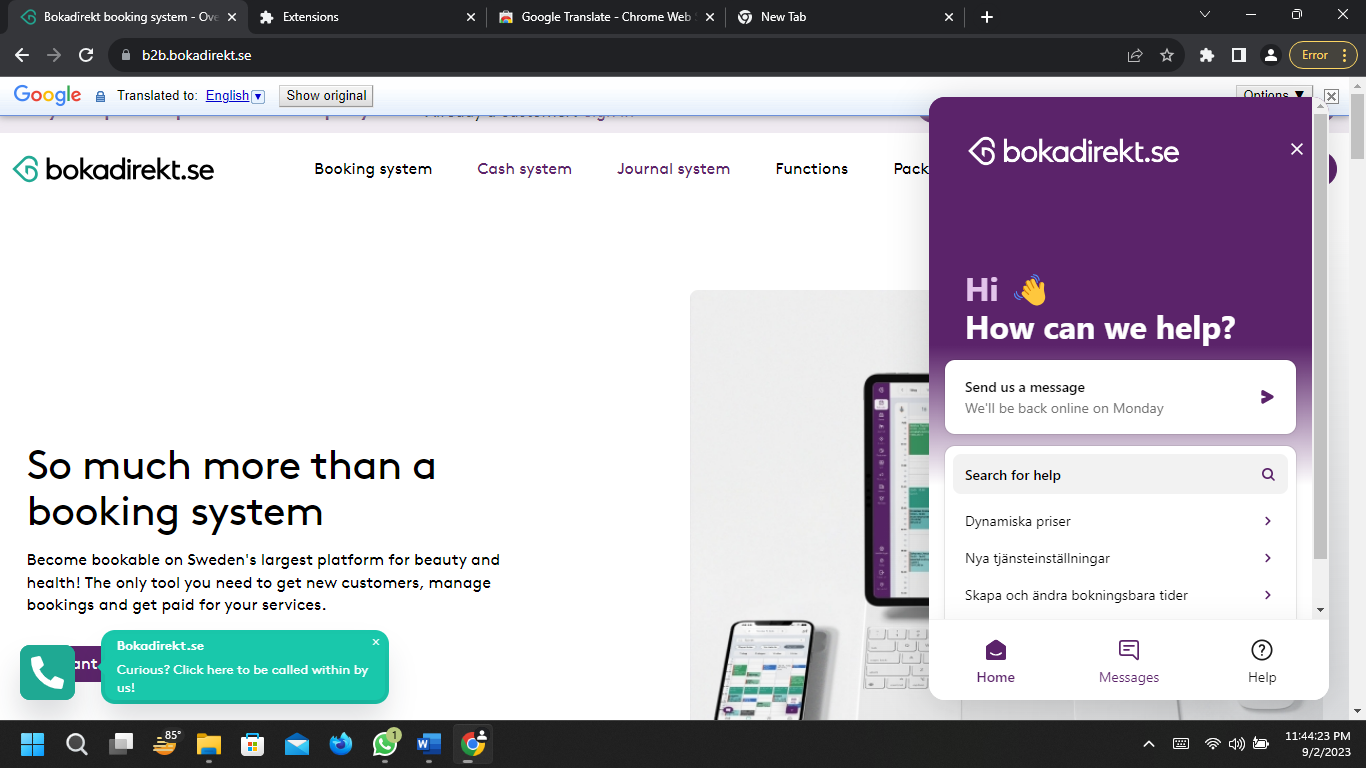 Bokadirekt booking system - Ove
Extensions
Google Translate - Chrome Web
New Tab
b2b.bokadirekt.se
Error
Google
Translated to:
English
Show original
Options ▼
Already a customer? Sign in
bokadirekt.se
Booking system
Cash system
Journal system
Functions
Pack
So much more than a
booking system
Become bookable on Sweden's largest platform for beauty and
health! The only tool you need to get new customers, manage
bookings and get paid for your services.
ant
Bokadirekt.se
Curious? Click here to be called within by
us!
bokadirekt.se
Hi 👋
How can we help?
Send us a message
We'll be back online on Monday
Search for help
Dynamiska priser
Nya tjänsteinställningar
Skapa och ändra bokningsbara tider
Home
Messages
Help
85°
1
11:44:23 PM
9/2/2023